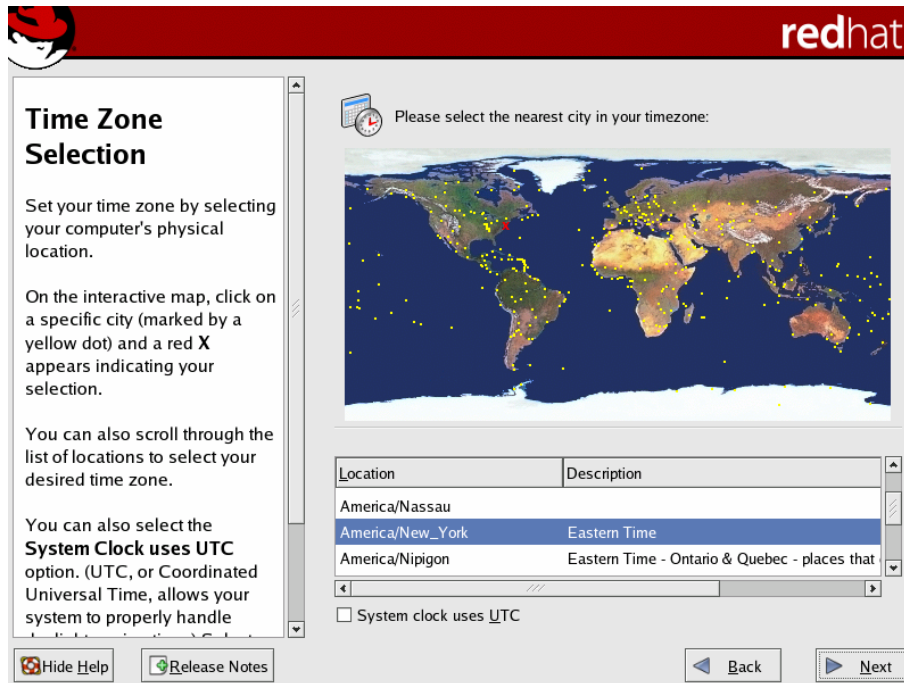 redhat
Time Zone
Selection
Set your time zone by selecting
your computer's physical
location.
On the interactive map, click on
a specific city (marked by a
yellow dot) and a red X
appears indicating your
selection.
You can also scroll through the
list of locations to select your
desired time zone.
You can also select the
System Clock uses UTC
option. (UTC, or Coordinated
Universal Time, allows your
system to properly handle
Please select the nearest city in your timezone:
X
Location Description
America/Nassau
America/New_York Eastern Time
America/Nipigon Eastern Time - Ontario & Quebec - places that
System clock uses UTC
Hide Help
Release Notes
Back
Next